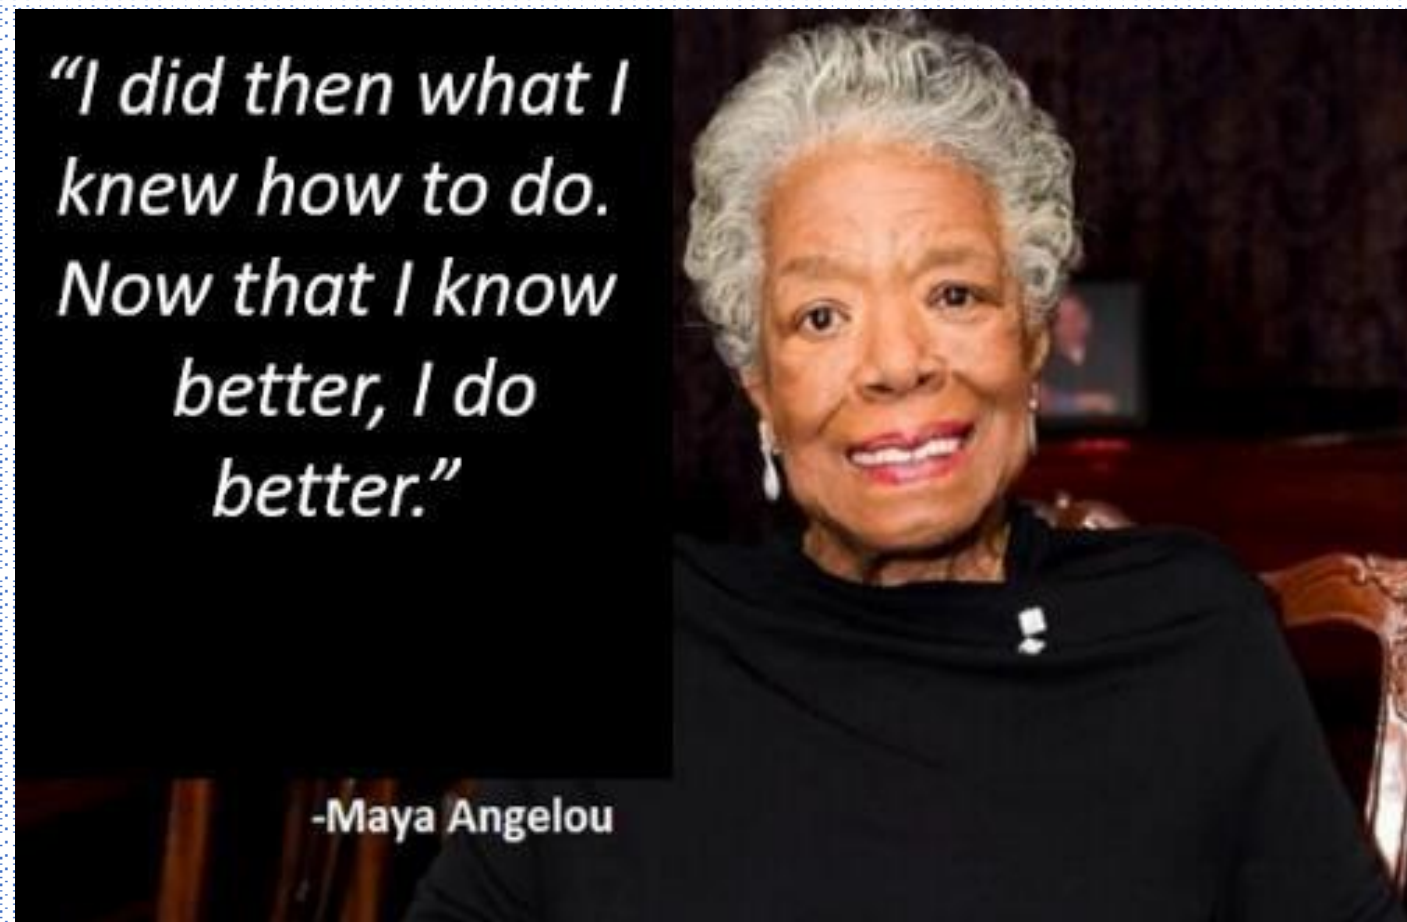 “I did then what I
knew how to do.
Now that I know
better, I do
better.”
-Maya Angelou